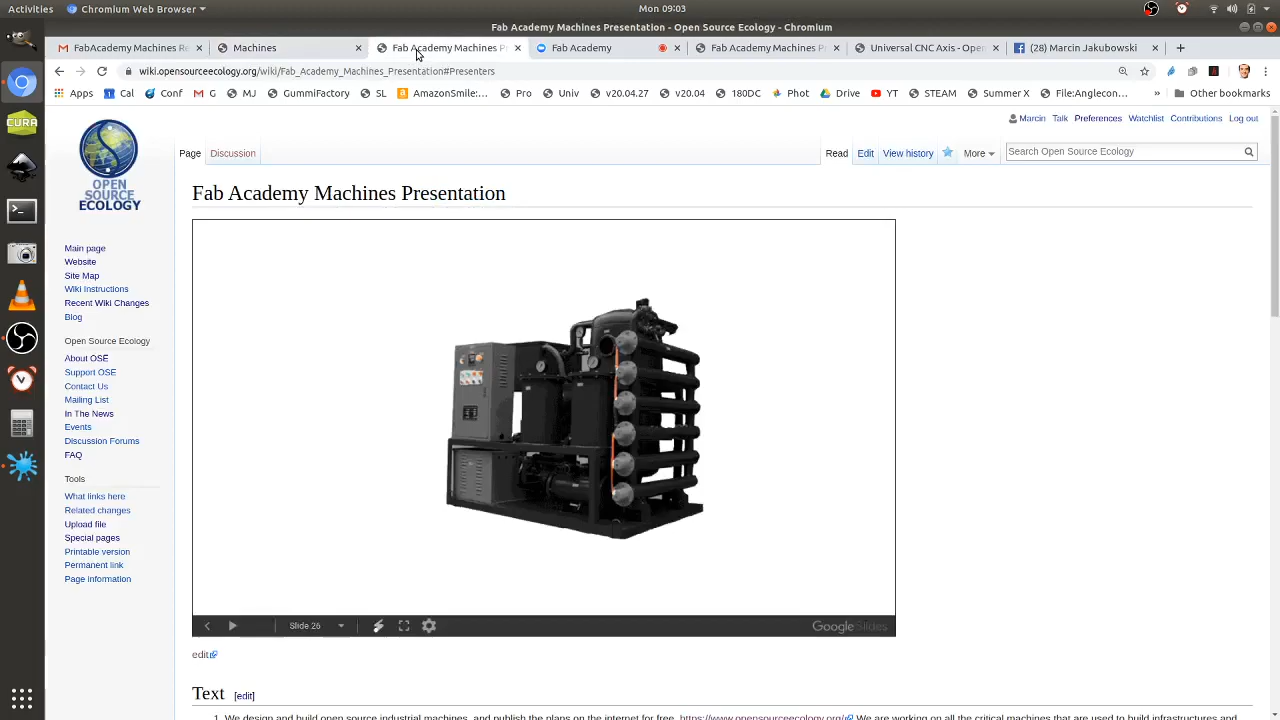 Activities Chromium Web Browser Mon 09:03
Fab Academy Machines Presentation - Open Source Ecology - Chromium
FabAcademy Machines Re Machines Fab Academy Machines P Fab Academy Fab Academy Machines P Universal CNC Axis - Open (28) Marcin Jakubowski
wiki.opensourceecology.org/wiki/Fab_Academy_Machines_Presentation#Presenters
Apps Cal Conf G MJ GummiFactory SL AmazonSmile:... Pro Univ v20.04.27 v20.04 180DC Phot Drive YT STEAM Summer X File:Anglecon... » Other bookmarks
Marcin Talk Preferences Watchlist Contributions Log out
Page Discussion Read Edit View history More Search Open Source Ecology
OPEN
SOURCE
ECOLOGY
Fab Academy Machines Presentation
Main page
Website
Site Map
Wiki Instructions
Recent Wiki Changes
Blog
Open Source Ecology
About OSE
Support OSE
Contact Us
Mailing List
In The News
Events
Discussion Forums
FAQ
Tools
What links here
Related changes
Upload file
Special pages
Printable version
Permanent link
Page information
CURA
Slide 26
Google Slides
edit
Text [edit]
1. We design and build open source industrial machines, and publish the plans on the internet for free. https://www.opensourceecology.org/ We are working on all the critical machines that are used to build infrastructures and